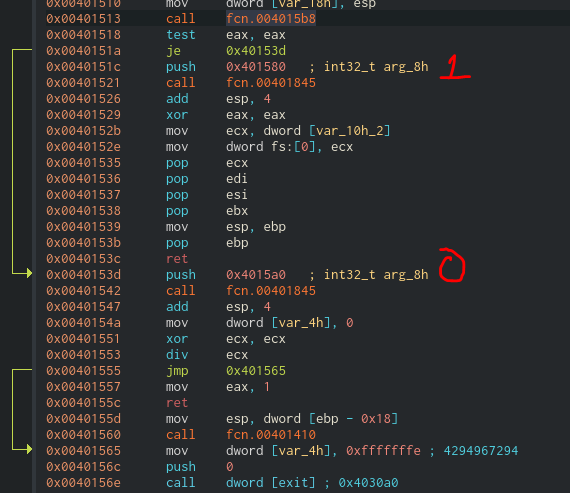 0x00401510 mov dword [var_18h], esp
0x00401513 call fcn.004015b8
0x00401518 test eax, eax
0x0040151a je 0x40153d
0x0040151c push 0x401580 ; int32_t arg_8h 1
0x00401521 call fcn.00401845
0x00401526 add esp, 4
0x00401529 xor eax, eax
0x0040152b mov ecx, dword [var_10h_2]
0x0040152e mov dword fs:[0], ecx
0x00401535 pop ecx
0x00401536 pop edi
0x00401537 pop esi
0x00401538 pop ebx
0x00401539 mov esp, ebp
0x0040153b pop ebp
0x0040153c ret
0x0040153d push 0x4015a0 ; int32_t arg_8h 0
0x00401542 call fcn.00401845
0x00401547 add esp, 4
0x0040154a mov dword [var_4h], 0
0x00401551 xor ecx, ecx
0x00401553 div ecx
0x00401555 jmp 0x401565
0x00401557 mov eax, 1
0x0040155c ret
0x0040155d mov esp, dword [ebp - 0x18]
0x00401560 call fcn.00401410
0x00401565 mov dword [var_4h], 0xfffffffe ; 4294967294
0x0040156c push 0
0x0040156e call dword [exit] ; 0x4030a0